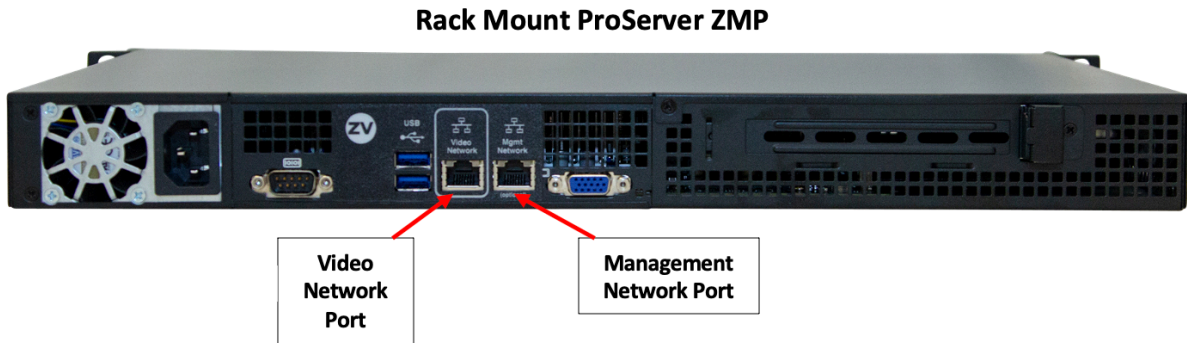 Rack Mount ProServer ZMP
ZV
USB
Video
Network
Mgmt
Network
Video
Network
Port
Management
Network Port